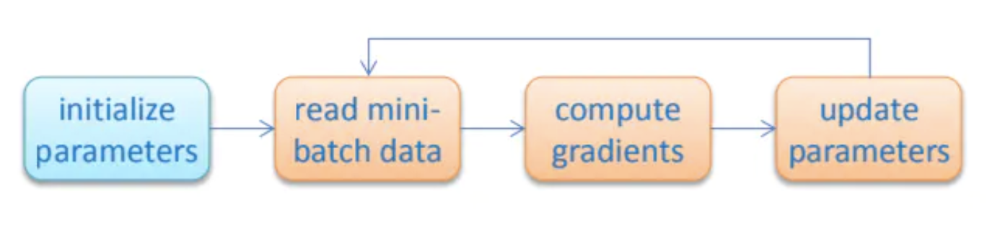 initialize
parameters
read mini-
batch data
compute
gradients
update
parameters